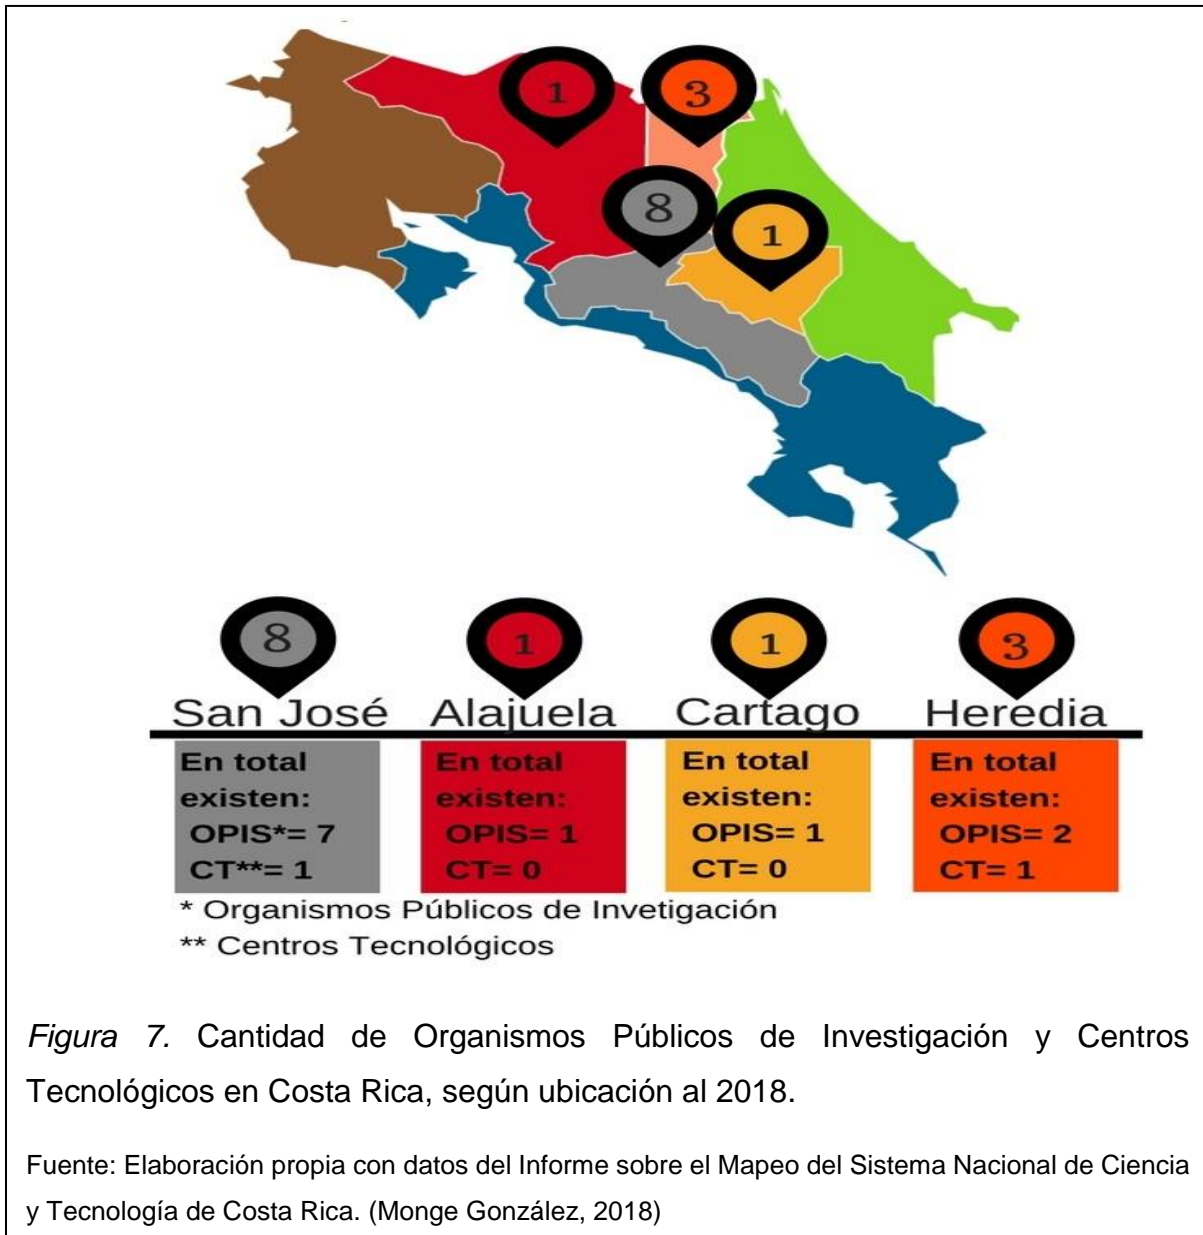 1
3
8
1
8
1
1
3
San José Alajuela Cartago Heredia
En total
existen:
OPIS*= 7
CT**= 1
En total
existen:
OPIS= 1
CT= 0
En total
existen:
OPIS= 1
CT= 0
En total
existen:
OPIS= 2
CT= 1
* Organismos Públicos de Invetigación
** Centros Tecnológicos
Figura 7. Cantidad de Organismos Públicos de Investigación y Centros
Tecnológicos en Costa Rica, según ubicación al 2018.
Fuente: Elaboración propia con datos del Informe sobre el Mapeo del Sistema Nacional de Ciencia
y Tecnología de Costa Rica. (Monge González, 2018)